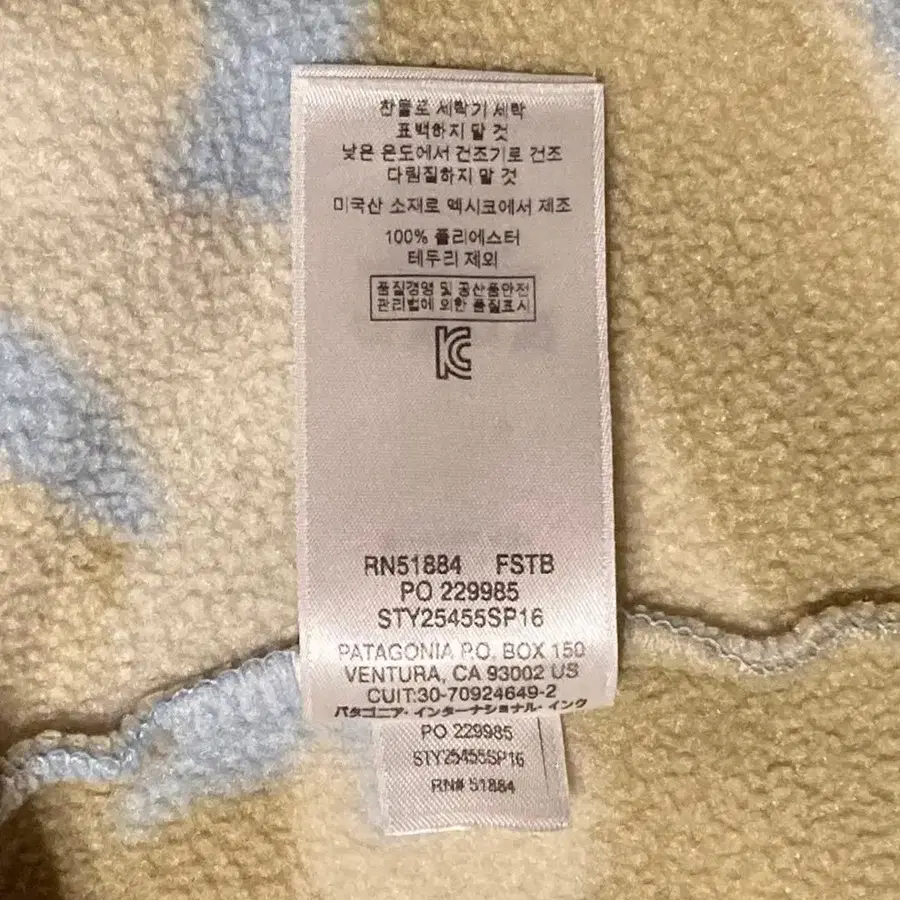 찬물로 세탁기 세탁
표백하지 말 것
낮은 온도에서 건조기로 건조
다림질하지 말 것
미국산 소재로 멕시코에서 제조
100% 폴리에스터
테두리 제외
품질경영 및 공산품안전
관리법에 의한 품질표시
KC
RN51884 FSTB
PO 229985
STY25455SP16
PATAGONIA P.O. BOX 150
VENTURA, CA 93002 US
CUIT:30-70924649-2
パタゴニア・インターナショナル・インク
PO 229985
STY25455SP16
RN# 51884